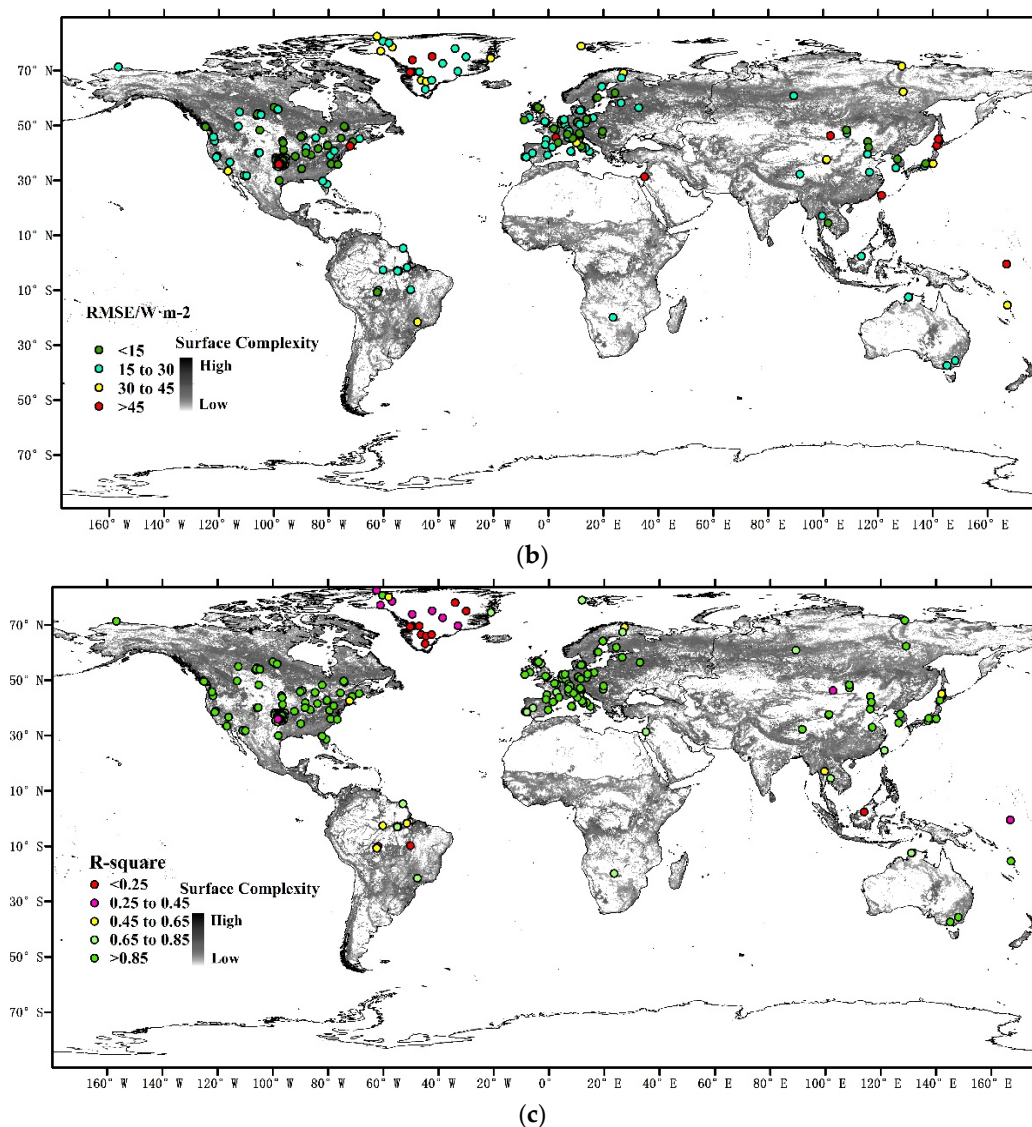 70° N
50° N
30° N
10° N
10° S
30° S
50° S
70° S
RMSE/W·m-2
<15
15 to 30
30 to 45
>45
Surface Complexity
High
Low
160° W 140° W 120° W 100° W 80° W 60° W 40° W 20° W 0° 20° E 40° E 60° E 80° E 100° E 120° E 140° E 160° E
(b)
70° N
50° N
30° N
10° N
10° S
30° S
50° S
70° S
R-square
<0.25
0.25 to 0.45
0.45 to 0.65
0.65 to 0.85
>0.85
Surface Complexity
High
Low
160° W 140° W 120° W 100° W 80° W 60° W 40° W 20° W 0° 20° E 40° E 60° E 80° E 100° E 120° E 140° E 160° E
(c)